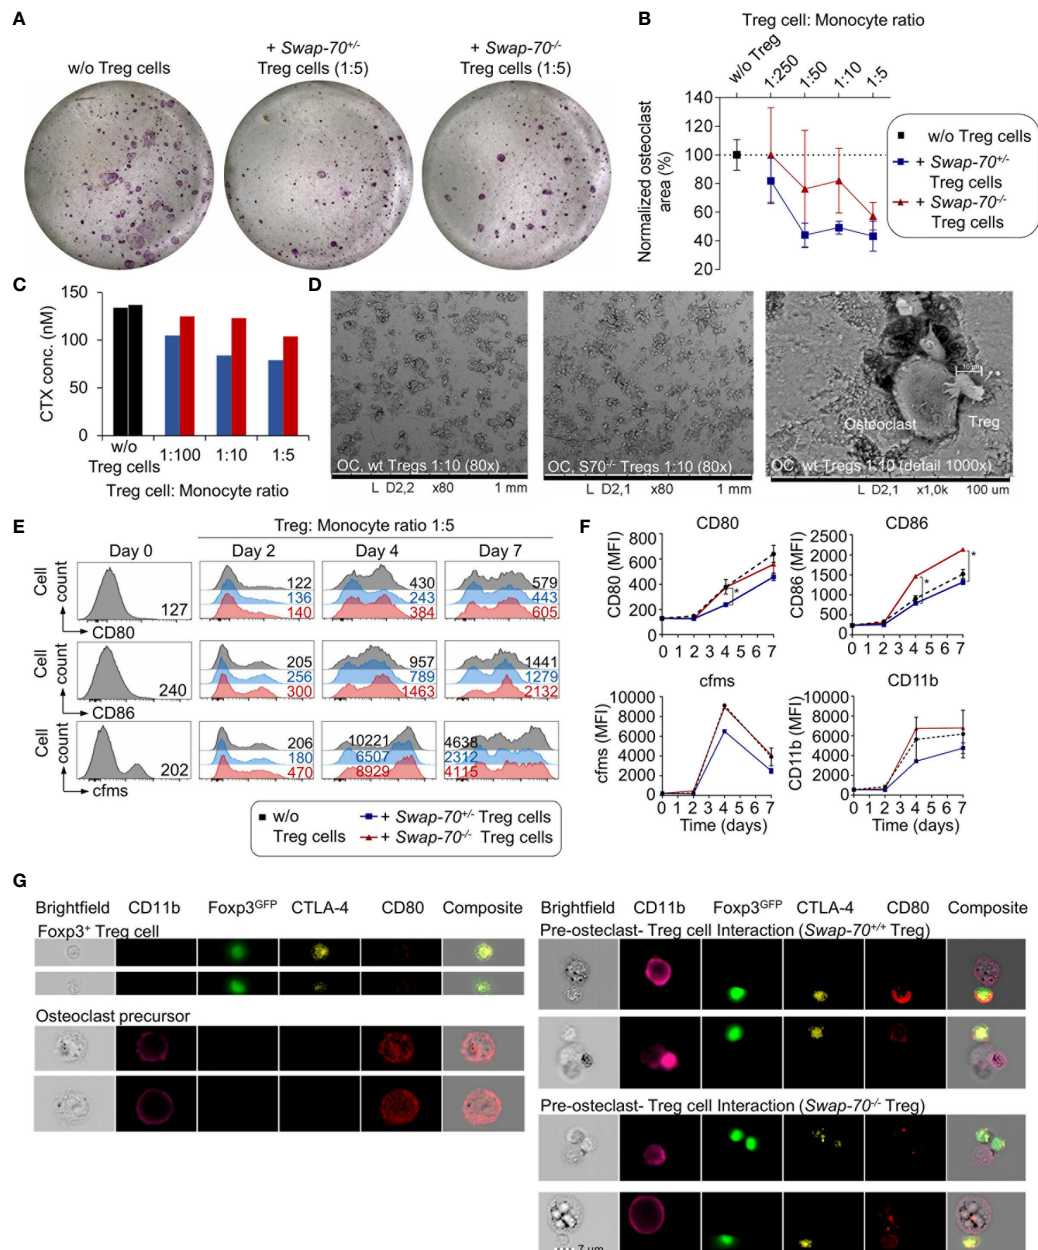 A
w/o Treg cells
+ Swap-70+/-
Treg cells (1:5)
+ Swap-70-/-
Treg cells (1:5)
B
Treg cell: Monocyte ratio
w/o Treg
1:250
1:50
1:10
1:5
Normalized osteoclast
area (%)
140
120
100
80
60
40
20
w/o Treg cells
+ Swap-70+/-
Treg cells
+ Swap-70-/-
Treg cells
C
CTX conc. (nM)
150
100
50
0
w/o
Treg cells
1:100
1:10
1:5
Treg cell: Monocyte ratio
D
OC, wt Tregs 1:10 (80x)
L D2,2 x80 1 mm
OC, S70-/- Tregs 1:10 (80x)
L D2,1 x80 1 mm
10 µm
Osteoclast
Treg
OC, wt Tregs 1:10 (detail 1000x)
L D2,1 x1,0k 100 um
E
Treg: Monocyte ratio 1:5
Day 0
Day 2
Day 4
Day 7
Cell
count
CD80
127
122
136
140
430
243
384
579
443
605
Cell
count
CD86
240
205
256
300
957
789
1463
1441
1279
2132
Cell
count
cfms
202
206
180
470
10221
6507
8929
4638
2312
4115
w/o
Treg cells
+ Swap-70+/- Treg cells
+ Swap-70-/- Treg cells
F
CD80
CD80 (MFI)
800
600
400
200
0
*
0 1 2 3 4 5 6 7
CD86
CD86 (MFI)
2500
2000
1500
1000
500
0
*
*
0 1 2 3 4 5 6 7
cfms
cfms (MFI)
10000
8000
6000
4000
2000
0
0 1 2 3 4 5 6 7
Time (days)
CD11b
CD11b (MFI)
10000
8000
6000
4000
2000
0
0 1 2 3 4 5 6 7
Time (days)
G
Brightfield CD11b Foxp3GFP CTLA-4 CD80 Composite
Foxp3+ Treg cell
Osteoclast precursor
Brightfield CD11b Foxp3GFP CTLA-4 CD80 Composite
Pre-osteclast- Treg cell Interaction (Swap-70+/+ Treg)
Pre-osteclast- Treg cell Interaction (Swap-70-/- Treg)
7 µm